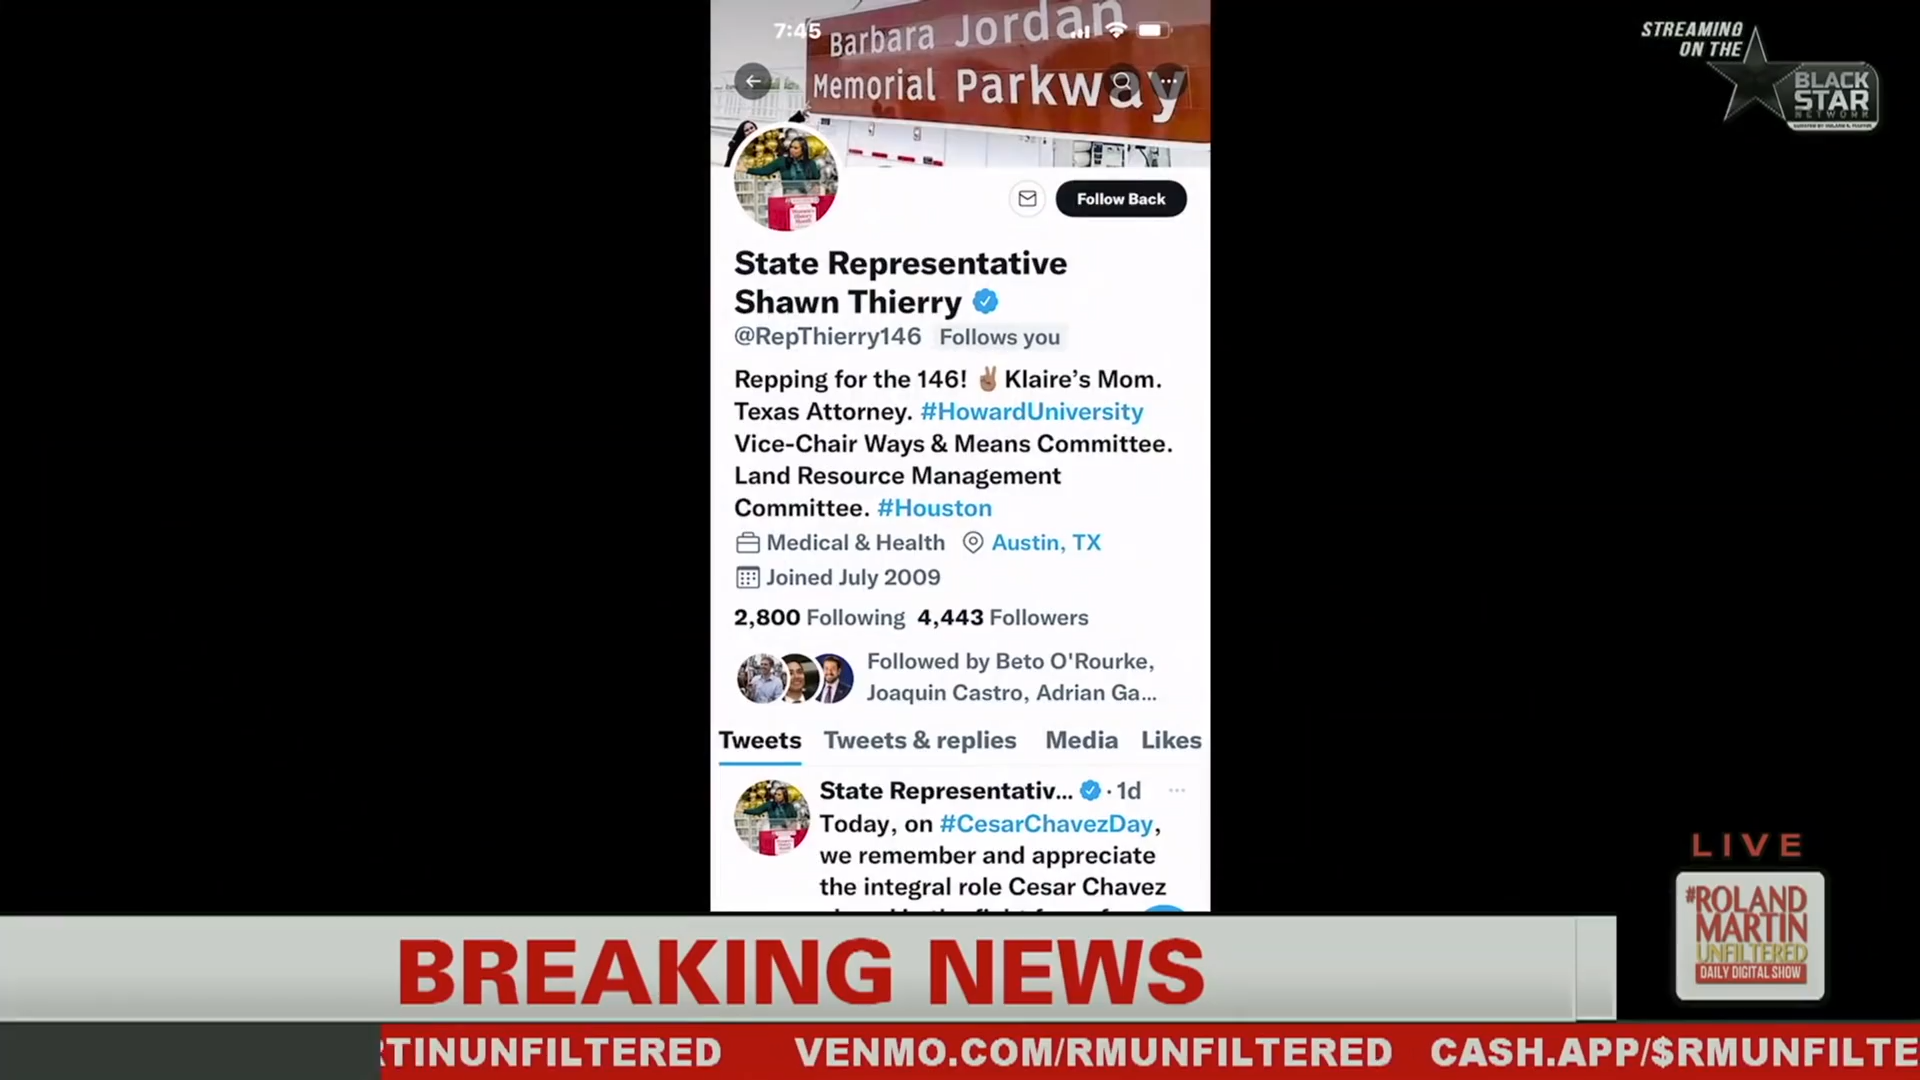 7:45
Barbara Jordan
Memorial Parkway
STREAMING
ON THE
BLACK
STAR
NETWORK
Follow Back
State Representative
Shawn Thierry
@RepThierry146 Follows you
Repping for the 146! ✌🏽 Klaire’s Mom.
Texas Attorney. #HowardUniversity
Vice-Chair Ways & Means Committee.
Land Resource Management
Committee. #Houston
Medical & Health Austin, TX
Joined July 2009
2,800 Following 4,443 Followers
Followed by Beto O'Rourke,
Joaquin Castro, Adrian Ga...
Tweets Tweets & replies Media Likes
State Representativ... · 1d
Today, on #CesarChavezDay,
we remember and appreciate
the integral role Cesar Chavez
LIVE
#ROLAND
MARTIN
UNFILTERED
DAILY DIGITAL SHOW
BREAKING NEWS
RTINUNFILTERED VENMO.COM/RMUNFILTERED CASH.APP/$RMUNFILTE